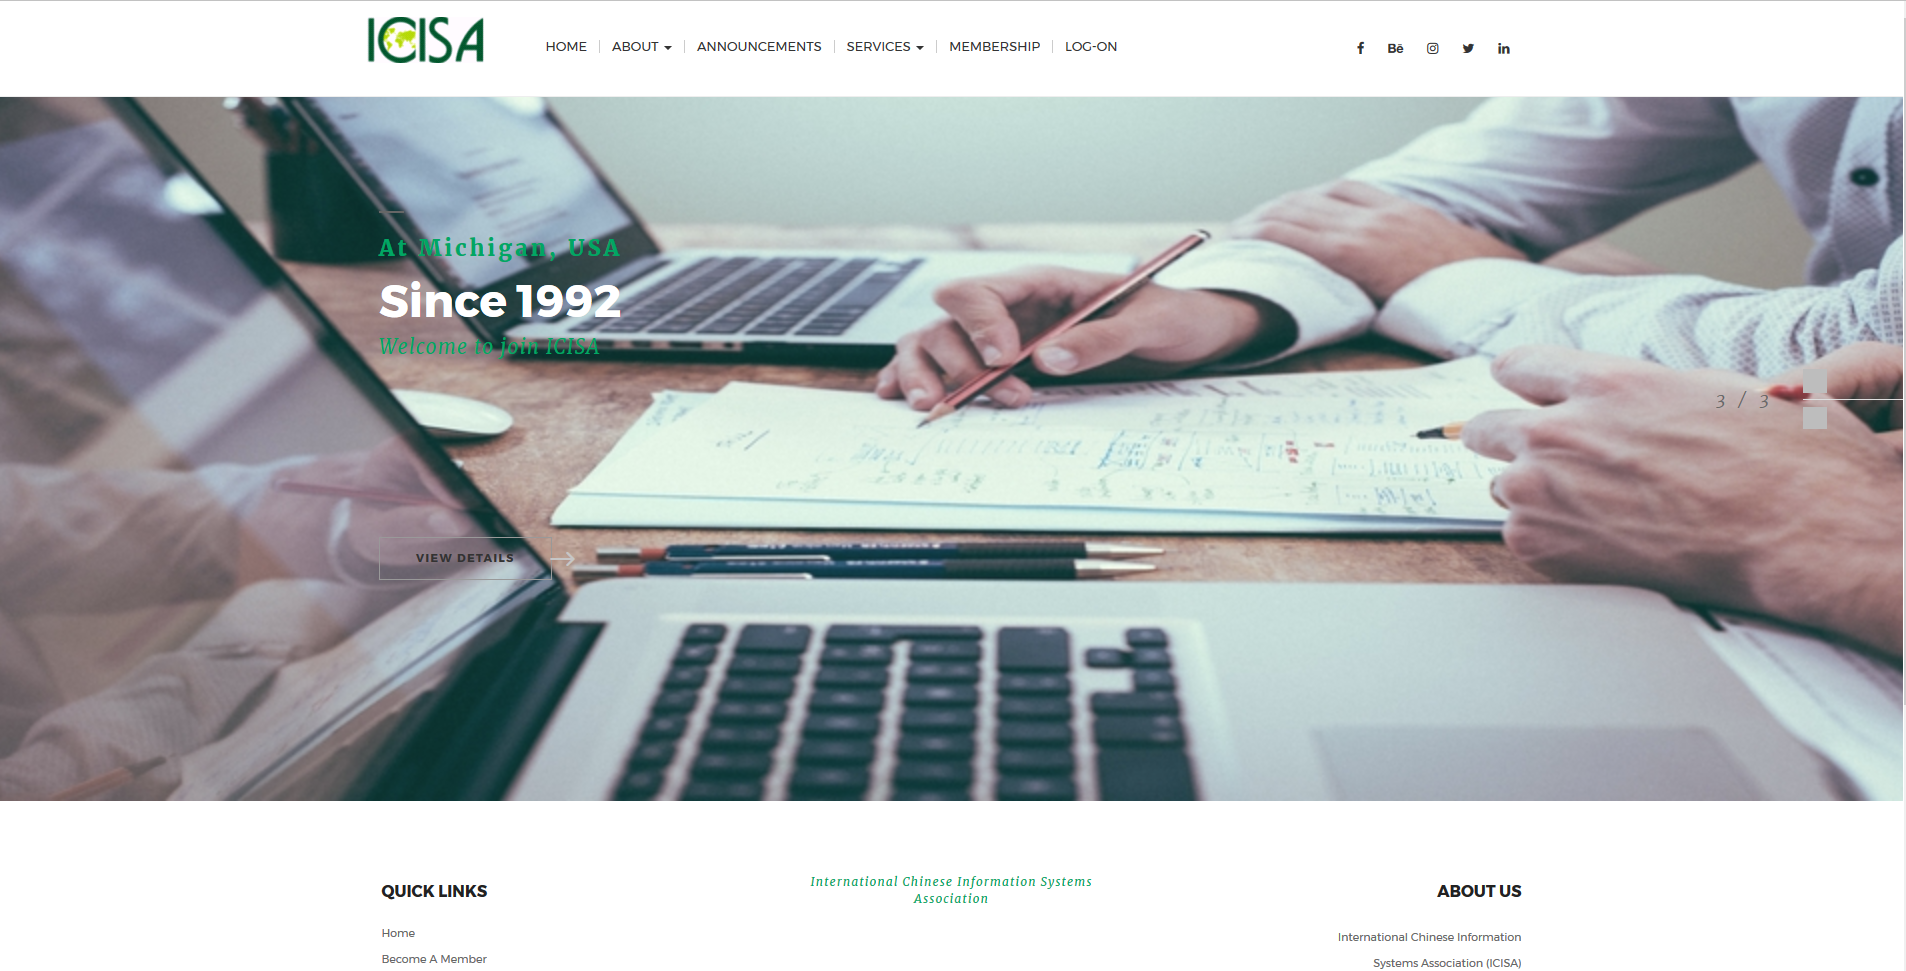 ICISA
HOME
ABOUT
ANNOUNCEMENTS
SERVICES
MEMBERSHIP
LOG-ON
Bē
At Michigan, USA
Since 1992
Welcome to join ICISA
3 / 3
VIEW DETAILS
QUICK LINKS
Home
Become A Member
International Chinese Information Systems
Association
ABOUT US
International Chinese Information
Systems Association (ICISA)